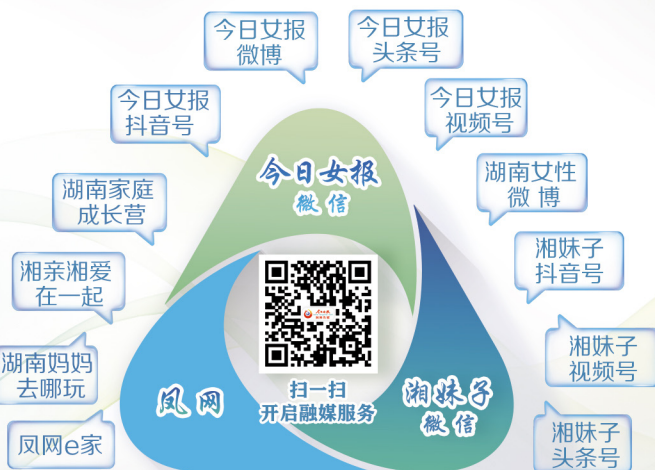 今日女报
微博
今日女报
头条号
今日女报
抖音号
今日女报
视频号
今日女报
微信
湖南家庭
成长营
湖南女性
微 博
湘亲湘爱
在一起
湘妹子
抖音号
湖南妈妈
去哪玩
湘妹子
视频号
凤网
扫一扫
开启融媒服务
湘妹子
微信
凤网e家
湘妹子
头条号